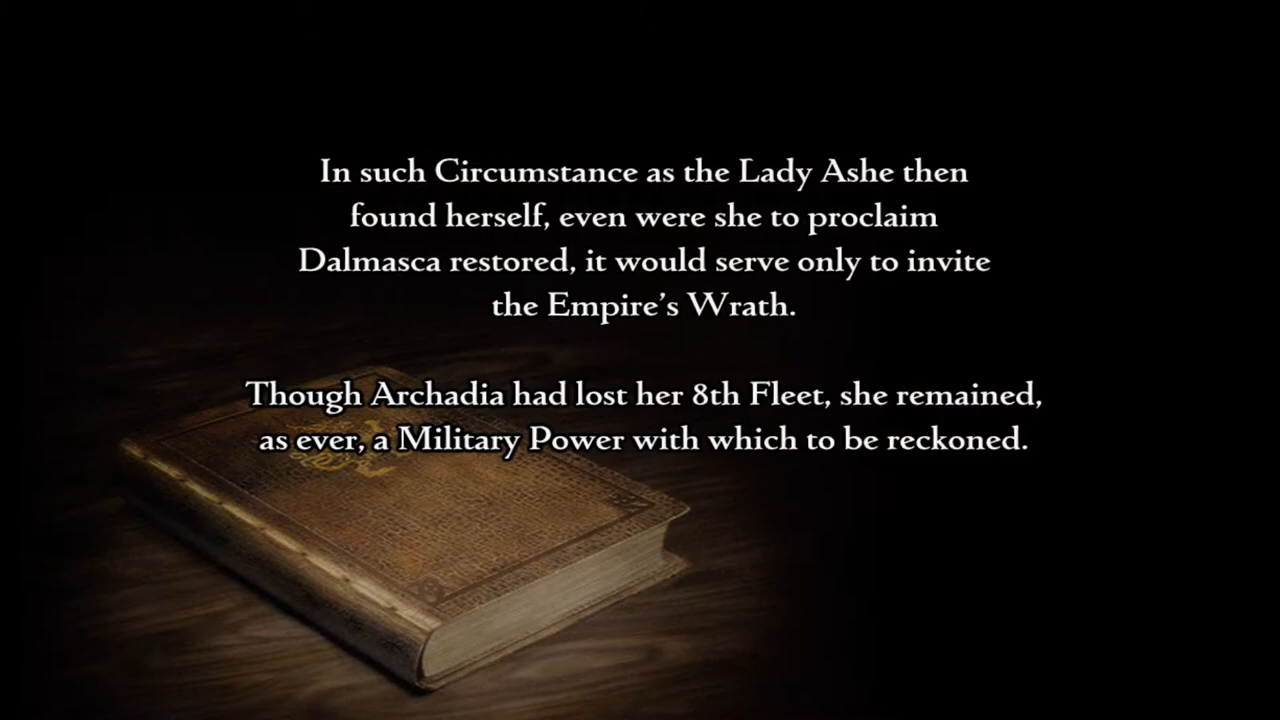 In such Circumstance as the Lady Ashe then
found herself, even were she to proclaim
Dalmasca restored, it would serve only to invite
the Empire's Wrath.
Though Archadia had lost her 8th Fleet, she remained,
as ever, a Military Power with which to be reckoned.